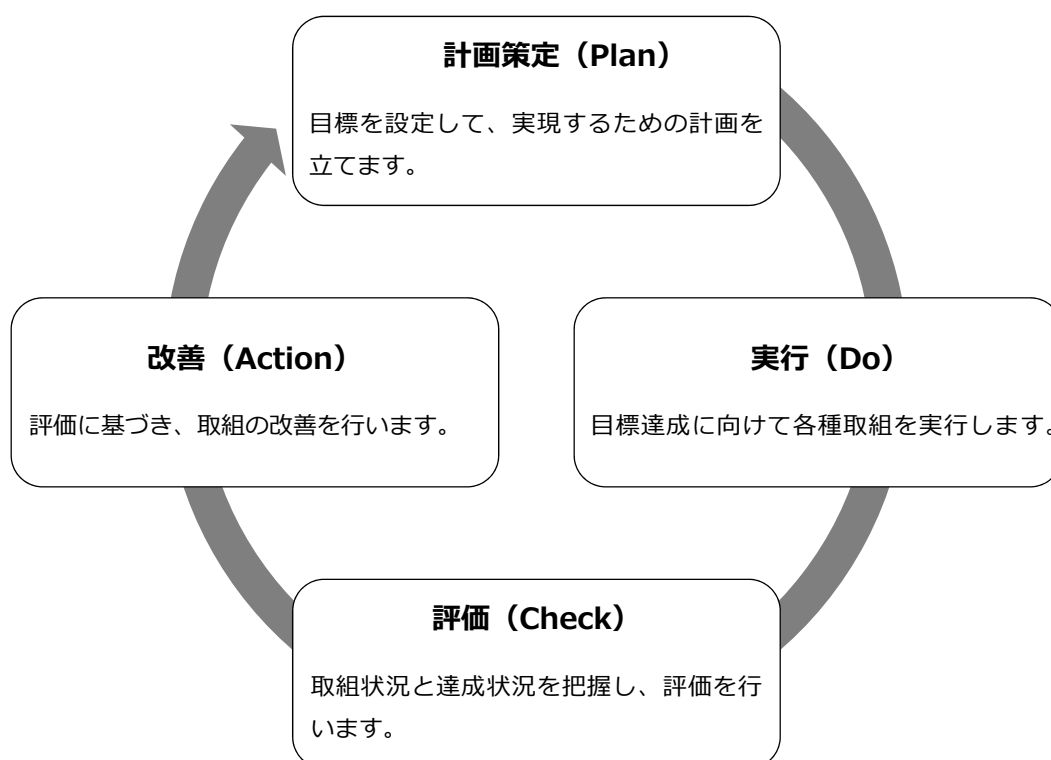 計画策定（Plan）
目標を設定して、実現するための計画を
立てます。
改善（Action）
評価に基づき、取組の改善を行います。
実行（Do）
目標達成に向けて各種取組を実行します。
評価（Check）
取組状況と達成状況を把握し、評価を行
います。